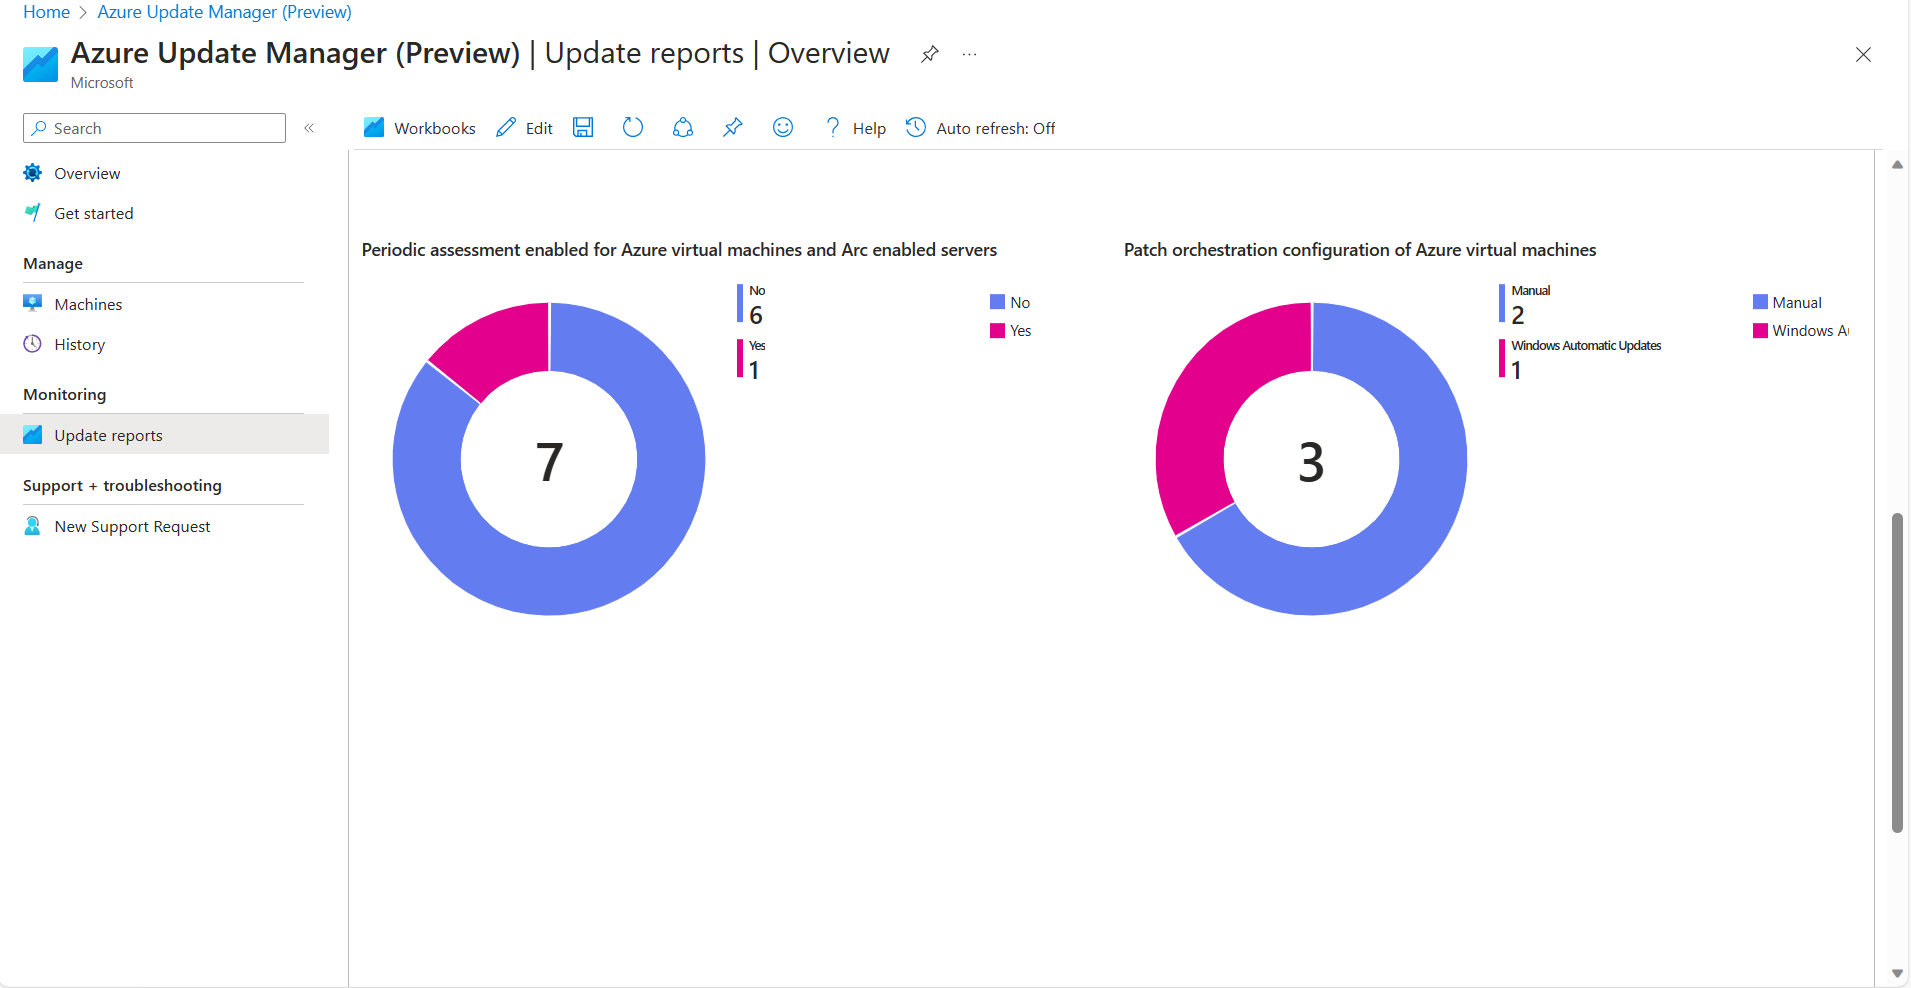 Home > Azure Update Manager (Preview)
Azure Update Manager (Preview) | Update reports | Overview
Microsoft
Search
Workbooks Edit Help Auto refresh: Off
Overview
Get started
Manage
Machines
History
Monitoring
Update reports
Support + troubleshooting
New Support Request
Periodic assessment enabled for Azure virtual machines and Arc enabled servers
No
6
Yes
1
No
Yes
7
Patch orchestration configuration of Azure virtual machines
Manual
2
Windows Automatic Updates
1
Manual
Windows Au
3